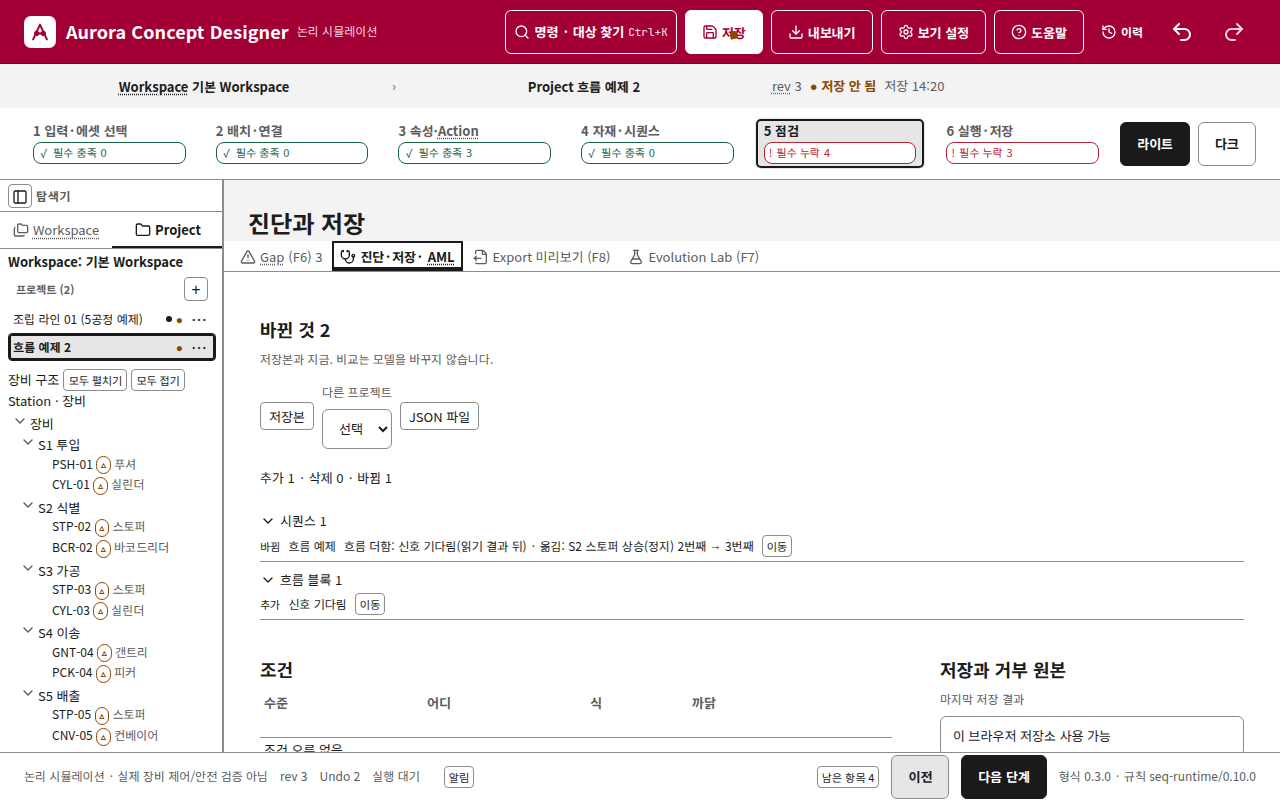 Aurora Concept Designer 논리 시뮬레이션 명령 · 대상 찾기 Ctrl+K 저장 내보내기 보기 설정 도움말 이력
Workspace 기본 Workspace › Project 흐름 예제 2 rev 3 ● 저장 안 됨 저장 14:20
1 입력·에셋 선택 2 배치·연결 3 속성·Action 4 자재·시퀀스 5 점검 6 실행·저장
√ 필수 충족 0 √ 필수 충족 0 √ 필수 충족 3 √ 필수 충족 0 ! 필수 누락 4 ! 필수 누락 3
라이트 다크
탐색기
Workspace Project
Workspace: 기본 Workspace
프로젝트 (2) +
조립 라인 01 (5공정 예제) ● ● ···
흐름 예제 2 ● ···
장비 구조 모두 펼치기 모두 접기
Station · 장비
장비
S1 투입
PSH-01 푸셔
CYL-01 실린더
S2 식별
STP-02 스토퍼
BCR-02 바코드리더
S3 가공
STP-03 스토퍼
CYL-03 실린더
S4 이송
GNT-04 갠트리
PCK-04 피커
S5 배출
STP-05 스토퍼
CNV-05 컨베이어
진단과 저장
Gap (F6) 3 진단·저장· AML Export 미리보기 (F8) Evolution Lab (F7)
바뀐 것 2
저장본과 지금. 비교는 모델을 바꾸지 않습니다.
다른 프로젝트
저장본 선택 JSON 파일
추가 1 · 삭제 0 · 바뀜 1
시퀀스 1
바뀜 흐름 예제 흐름 더함: 신호 기다림(읽기 결과 뒤) · 옮김: S2 스토퍼 상승(정지) 2번째 → 3번째 이동
흐름 블록 1
추가 신호 기다림 이동
조건
수준 어디 식 까닭
조건 오류 없음
저장과 거부 원본
마지막 저장 결과
이 브라우저 저장소 사용 가능
논리 시뮬레이션 · 실제 장비 제어/안전 검증 아님 rev 3 Undo 2 실행 대기 알림 남은 항목 4 이전 다음 단계 형식 0.3.0 · 규칙 seq-runtime/0.10.0